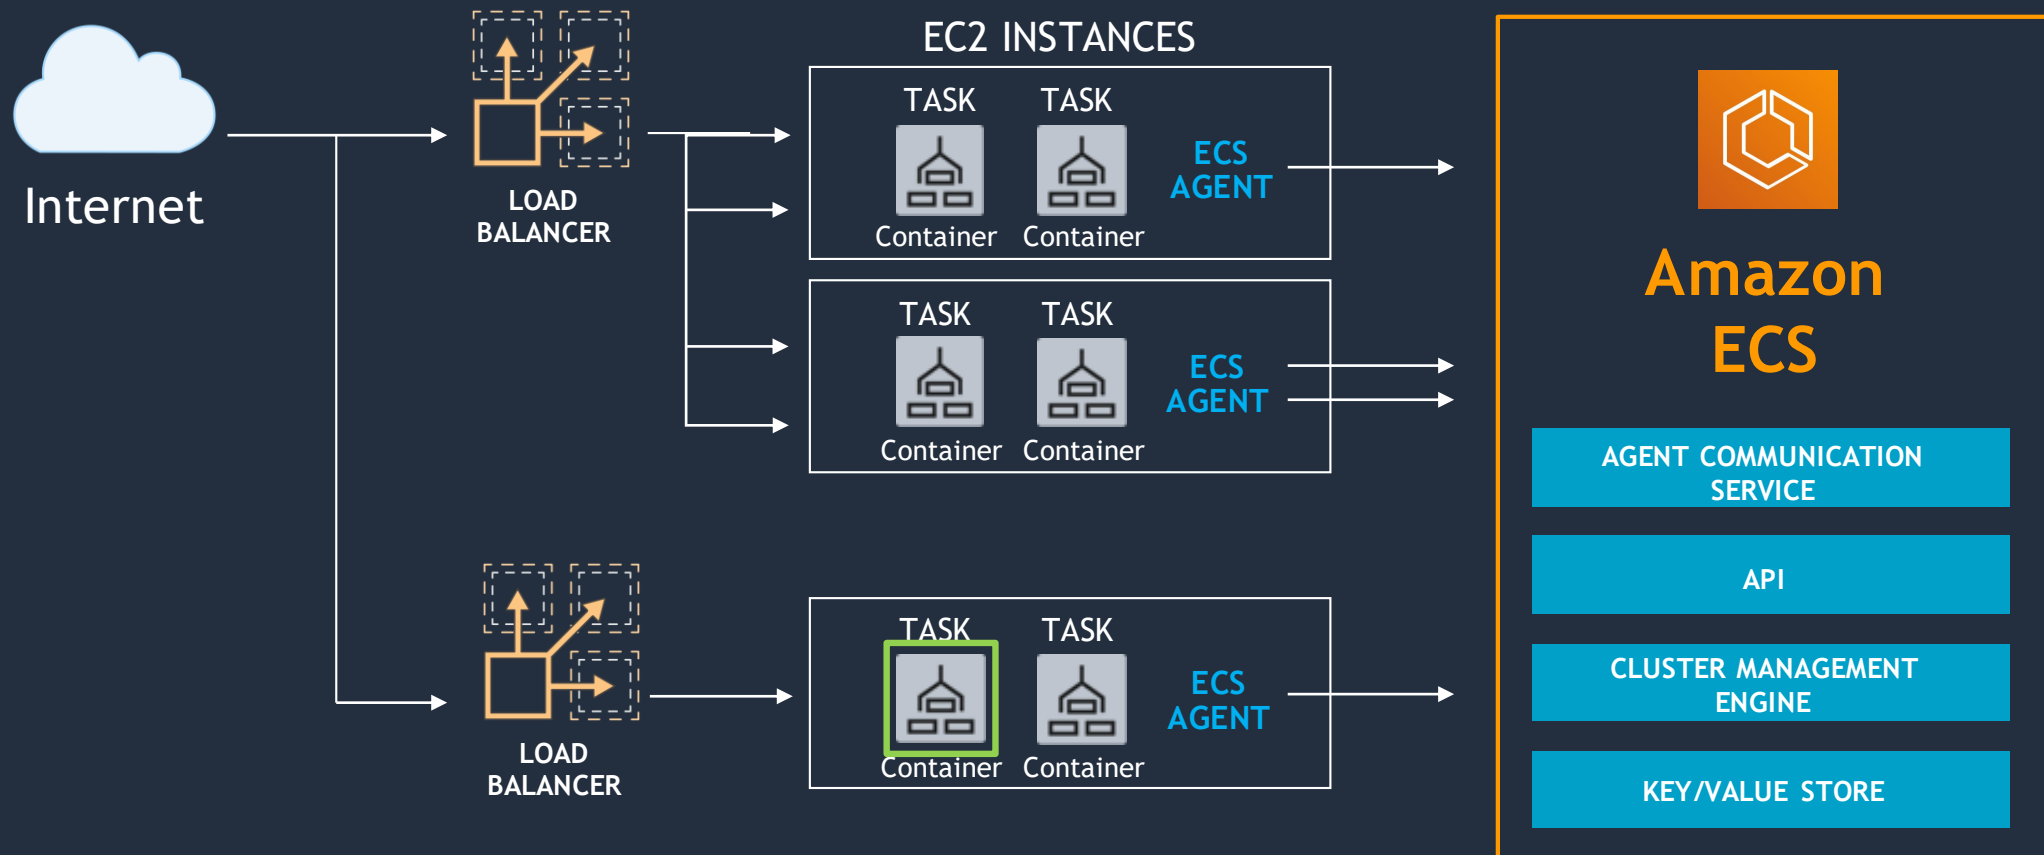 Internet
LOAD
BALANCER
EC2 INSTANCES
TASK TASK
ECS
AGENT
Container Container
TASK TASK
ECS
AGENT
Container Container
LOAD
BALANCER
TASK TASK
ECS
AGENT
Container Container
Amazon
ECS
AGENT COMMUNICATION
SERVICE
API
CLUSTER MANAGEMENT
ENGINE
KEY/VALUE STORE